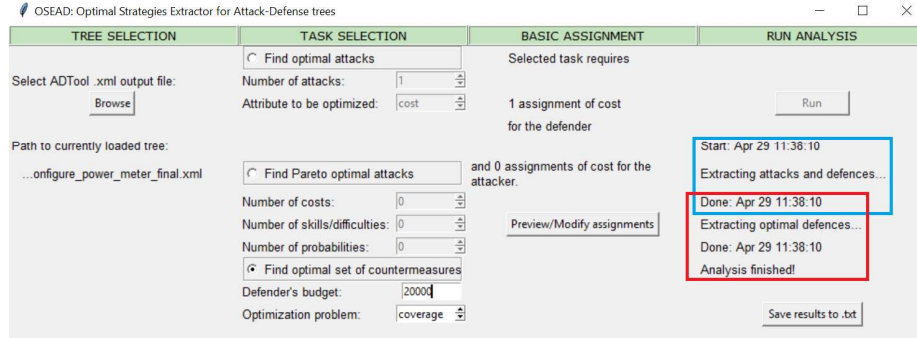 OSEAD: Optimal Strategies Extractor for Attack-Defense trees
TREE SELECTION
TASK SELECTION
BASIC ASSIGNMENT
RUN ANALYSIS
Select ADTool .xml output file:
Browse
Path to currently loaded tree:
...onfigure_power_meter_final.xml
Find optimal attacks
Number of attacks: 1
Attribute to be optimized: cost
Find Pareto optimal attacks
Number of costs: 0
Number of skills/difficulties: 0
Number of probabilities: 0
Find optimal set of countermeasures
Defender's budget: 20000
Optimization problem: coverage
Selected task requires
1 assignment of cost
for the defender
and 0 assignments of cost for the
attacker.
Preview/Modify assignments
Run
Start: Apr 29 11:38:10
Extracting attacks and defences...
Done: Apr 29 11:38:10
Extracting optimal defences...
Done: Apr 29 11:38:10
Analysis finished!
Save results to .txt